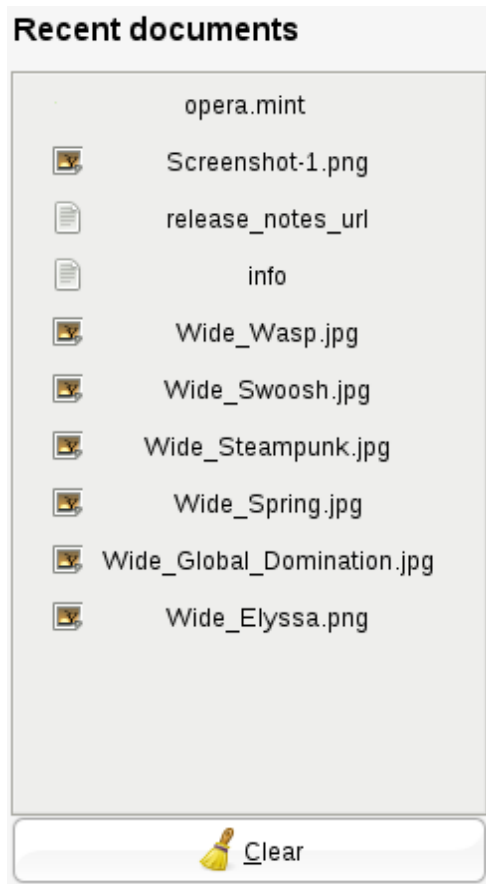 Recent documents
opera.mint
Screenshot-1.png
release_notes_url
info
Wide_Wasp.jpg
Wide_Swoosh.jpg
Wide_Steampunk.jpg
Wide_Spring.jpg
Wide_Global_Domination.jpg
Wide_Elyssa.png
Clear